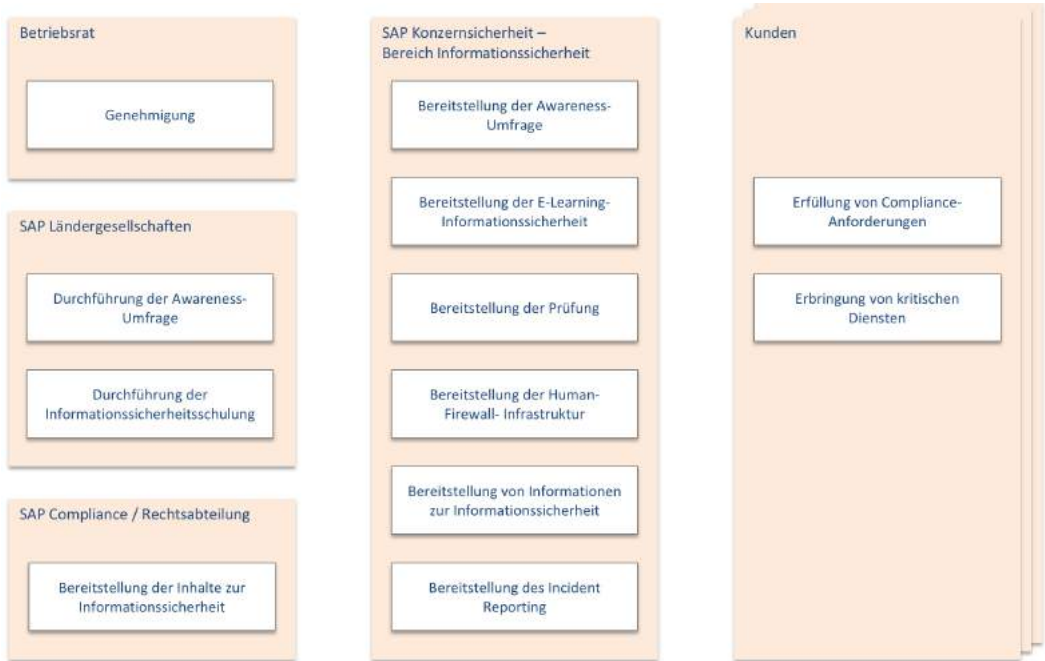 Betriebsrat
Genehmigung
SAP Ländergesellschaften
Durchführung der Awareness-
Umfrage
Durchführung der
Informationssicherheitsschulung
SAP Compliance / Rechtsabteilung
Bereitstellung der Inhalte zur
Informationssicherheit
SAP Konzernsicherheit –
Bereich Informationssicherheit
Bereitstellung der Awareness-
Umfrage
Bereitstellung der E-Learning-
Informationssicherheit
Bereitstellung der Prüfung
Bereitstellung der Human-
Firewall- Infrastruktur
Bereitstellung von Informationen
zur Informationssicherheit
Bereitstellung des Incident
Reporting
Kunden
Erfüllung von Compliance-
Anforderungen
Erbringung von kritischen
Diensten